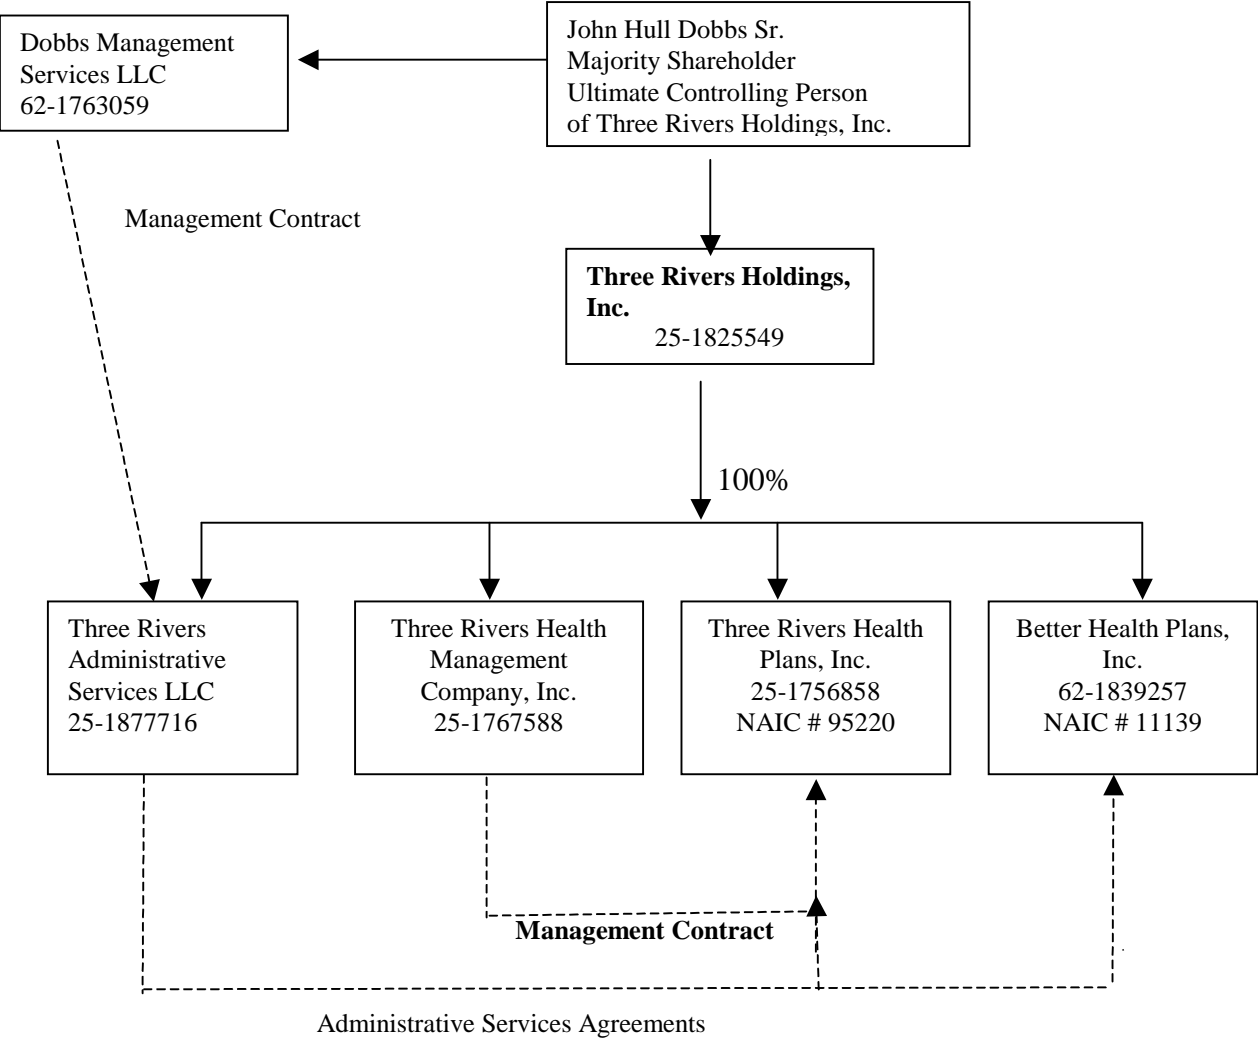 Dobbs Management
Services LLC
62-1763059
John Hull Dobbs Sr.
Majority Shareholder
Ultimate Controlling Person
of Three Rivers Holdings, Inc.
Management Contract
Three Rivers Holdings,
Inc.
25-1825549
100%
Three Rivers
Administrative
Services LLC
25-1877716
Three Rivers Health
Management
Company, Inc.
25-1767588
Three Rivers Health
Plans, Inc.
25-1756858
NAIC # 95220
Better Health Plans,
Inc.
62-1839257
NAIC # 11139
Management Contract
Administrative Services Agreements